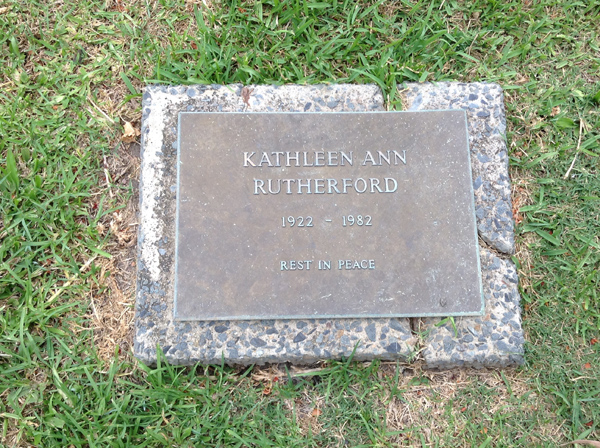 KATHLEEN ANN
RUTHERFORD
1922 - 1982
REST IN PEACE